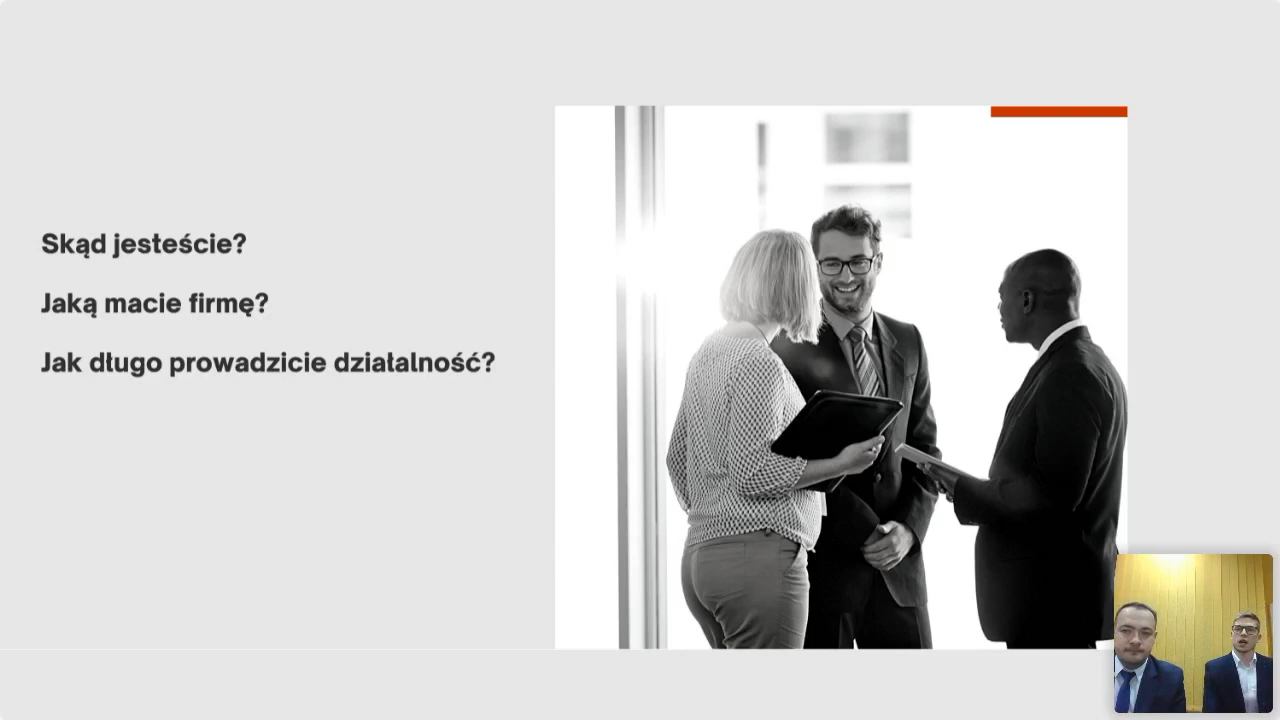 Skąd jesteście?
Jaką macie firmę?
Jak długo prowadzicie działalność?